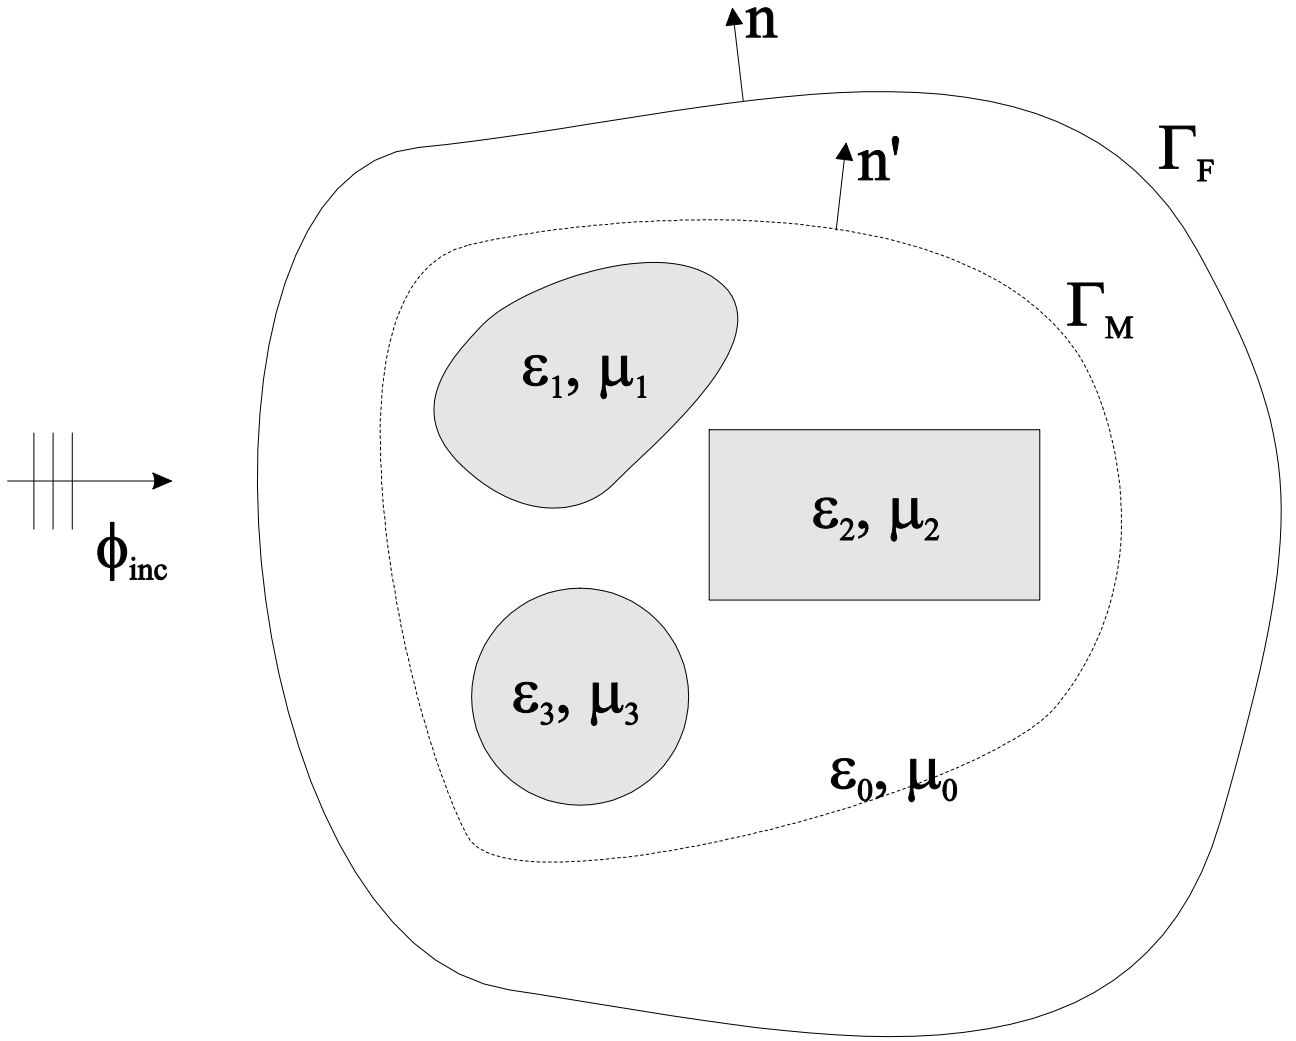 n
Γ_F
n'
Γ_M
ε₁, μ₁
ε₂, μ₂
ϕ_inc
ε₃, μ₃
ε₀, μ₀